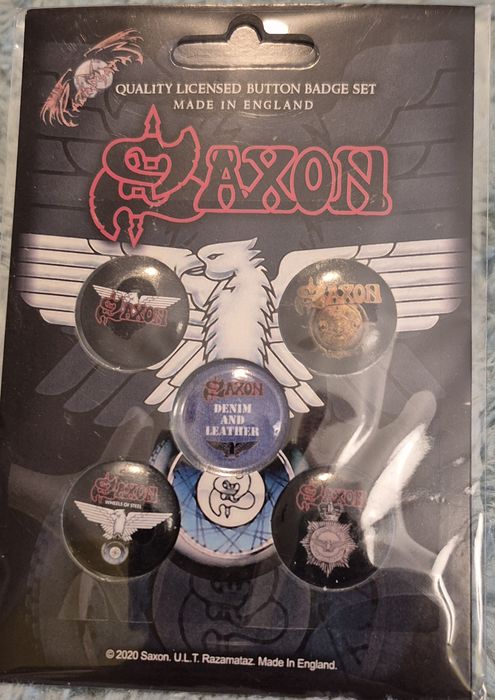 QUALITY LICENSED BUTTON BADGE SET
MADE IN ENGLAND
SAXON
SAXON
SAXON
SAXON
DENIM
AND
LEATHER
SAXON
WHEELS OF STEEL
SAXON
© 2020 Saxon. U.L.T. Razamataz. Made In England.